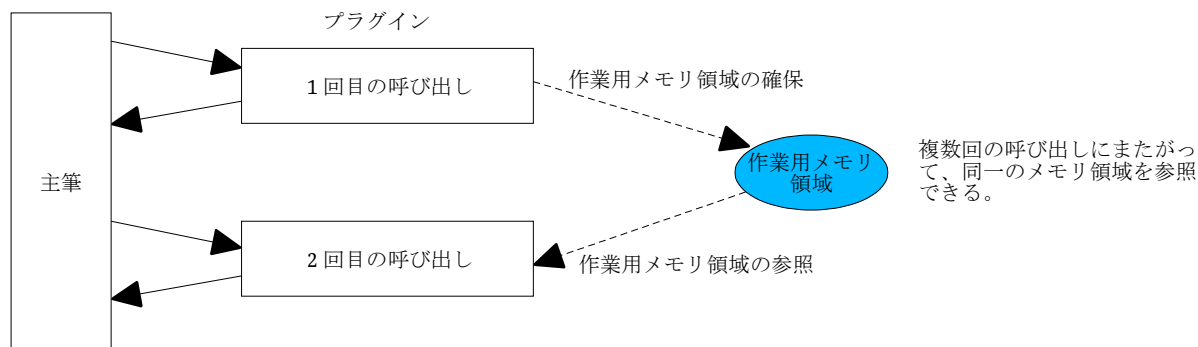 プラグイン
1 回目の呼び出し
作業用メモリ領域の確保
主筆
作業用メモリ
領域
複数回の呼び出しにまたがっ
て、同一のメモリ領域を参照
できる。
2 回目の呼び出し
作業用メモリ領域の参照